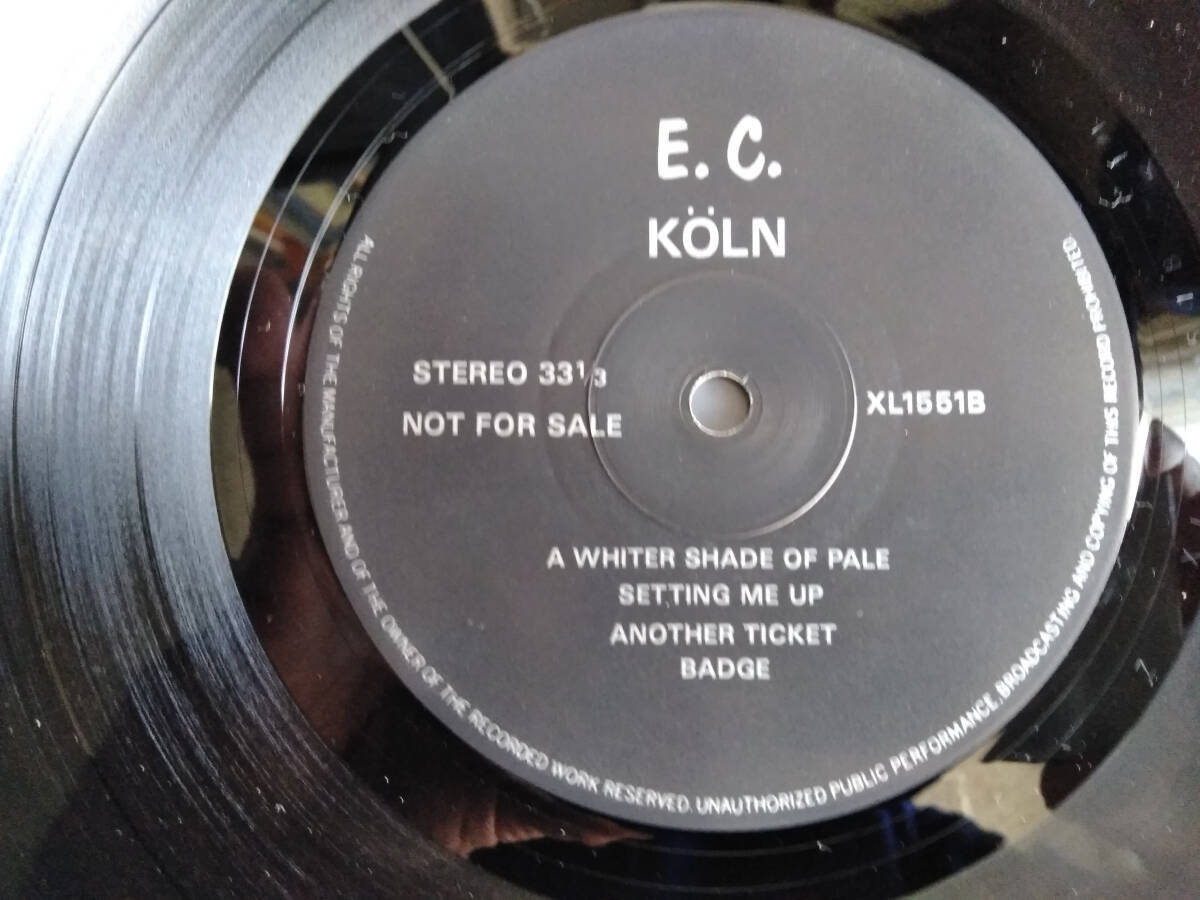 E. C.
KÖLN
STEREO 33 1/3
NOT FOR SALE
XL1551B
A WHITER SHADE OF PALE
SETTING ME UP
ANOTHER TICKET
BADGE
ALL RIGHTS OF THE MANUFACTURER AND OF THE OWNER OF THE RECORDED WORK RESERVED. UNAUTHORIZED PUBLIC PERFORMANCE. BROADCASTING AND COPYING OF THIS RECORD PROHIBITED.